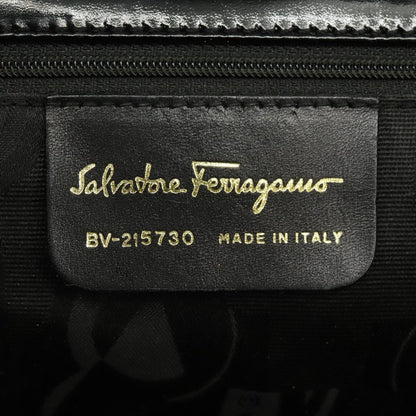 Salvatore Ferragamo
BV-215730 MADE IN ITALY